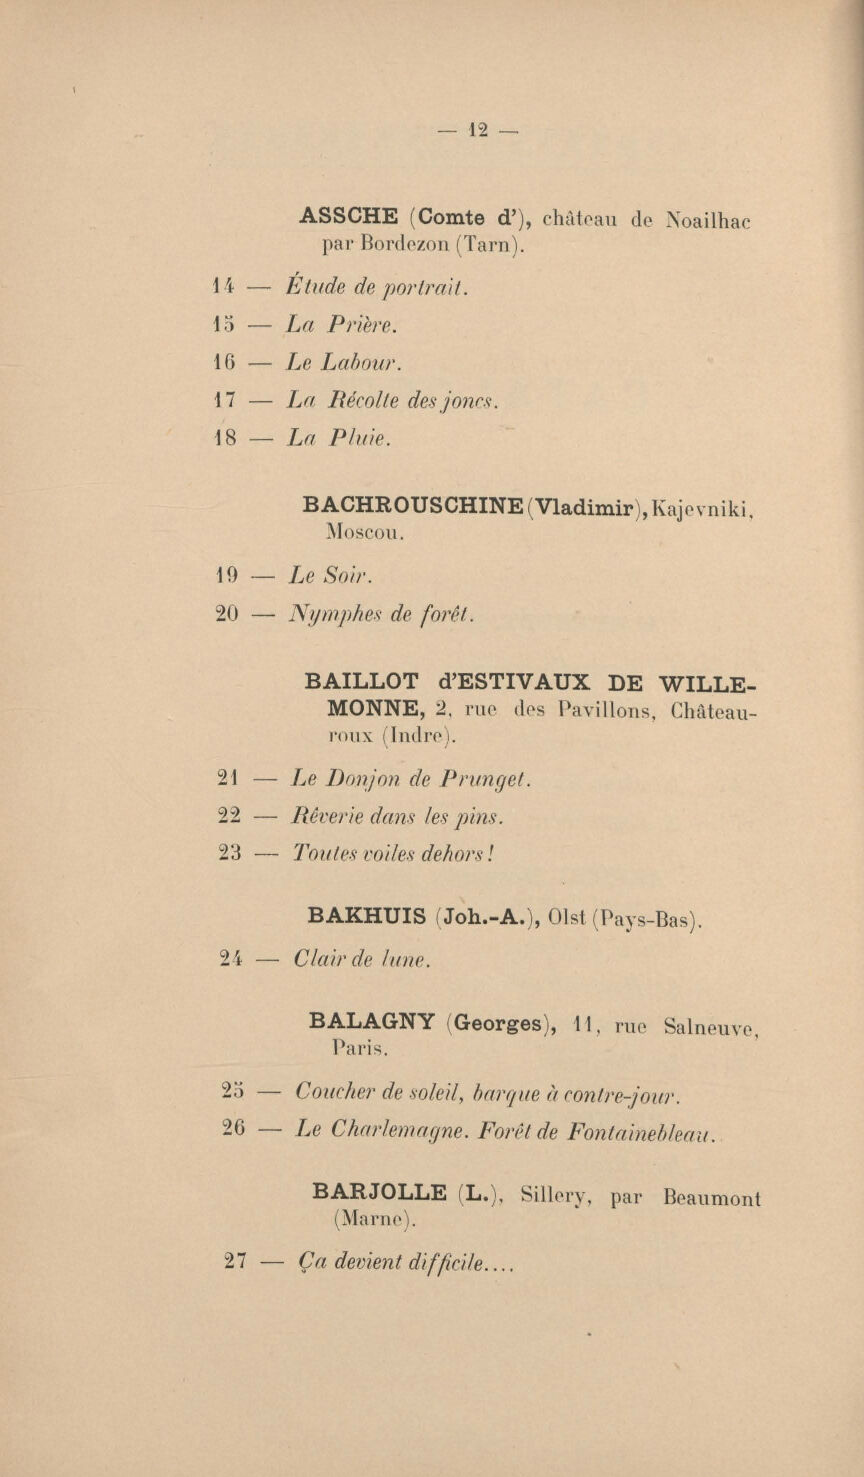 — 12 —
ASSCHE (Comte d'), château de Noailhac
par Bordezon (Tarn).
14 — Étude de portrait.
15 — La Prière.
16 — Le Labour.
17 — La Récolte des joncs.
18 — La Pluie.
BACHROUSCHINE (Vladimir), Kajevniki,
Moscou.
19 — Le Soir.
20 — Nymphes de forêt.
BAILLOT d'ESTIVAUX DE WILLE-
MONNE, 2, rue des Pavillons, Château-
roux (Indre).
21 — Le Donjon de Prunget.
22 — Rêverie dans les pins.
23 — Toutes voiles dehors !
BAKHUIS (Joh.-A.), Olst (Pays-Bas).
24 — Clair de lune.
BALAGNY (Georges), 11, rue Salneuve,
Paris.
25 — Coucher de soleil, barque à contre-jour.
26 — Le Charlemagne. Forêt de Fontainebleau.
BARJOLLE (L.), Sillery, par Beaumont
(Marne).
27 — Ça devient difficile....